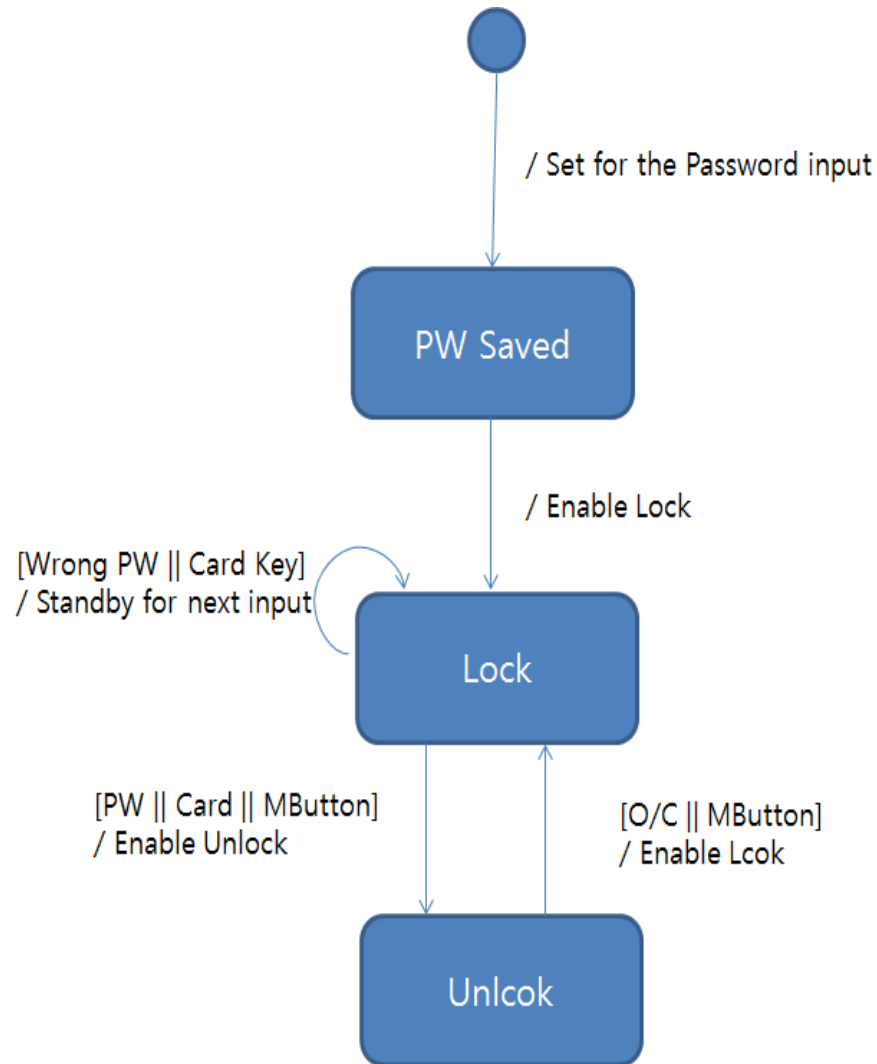 / Set for the Password input
PW Saved
/ Enable Lock
[Wrong PW || Card Key]
/ Standby for next input
Lock
[PW || Card || MButton]
/ Enable Unlock
[O/C || MButton]
/ Enable Lcok
Unlcok